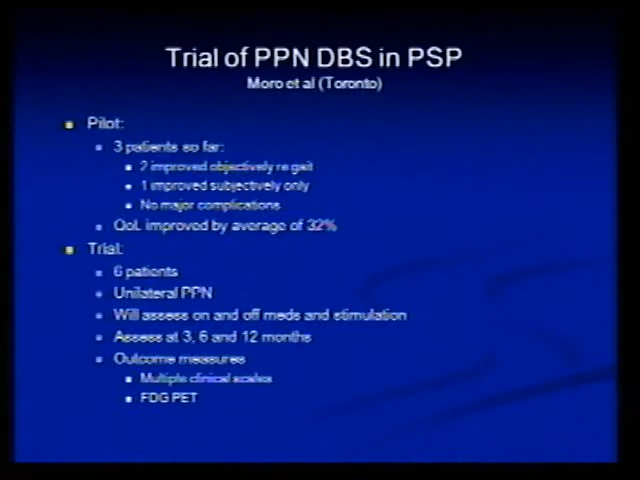 Trial of PPN DBS in PSP
Moro et al (Toronto)
Pilot:
3 patients so far:
2 improved objectively re gait
1 improved subjectively only
No major complications
QoL improved by average of 32%
Trial:
6 patients
Unilateral PPN
Will assess on and off meds and stimulation
Assess at 3, 6 and 12 months
Outcome measures
Multiple clinical scales
FDG PET